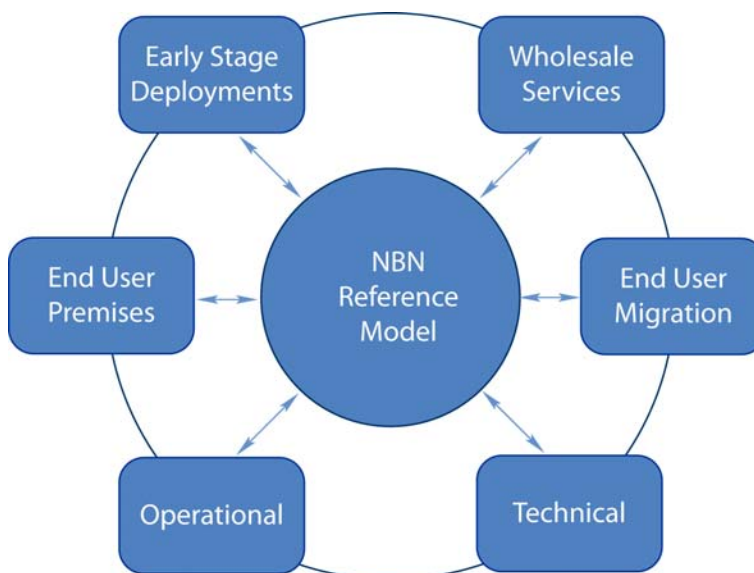 Early Stage
Deployments
Wholesale
Services
End User
Premises
NBN
Reference
Model
End User
Migration
Operational
Technical